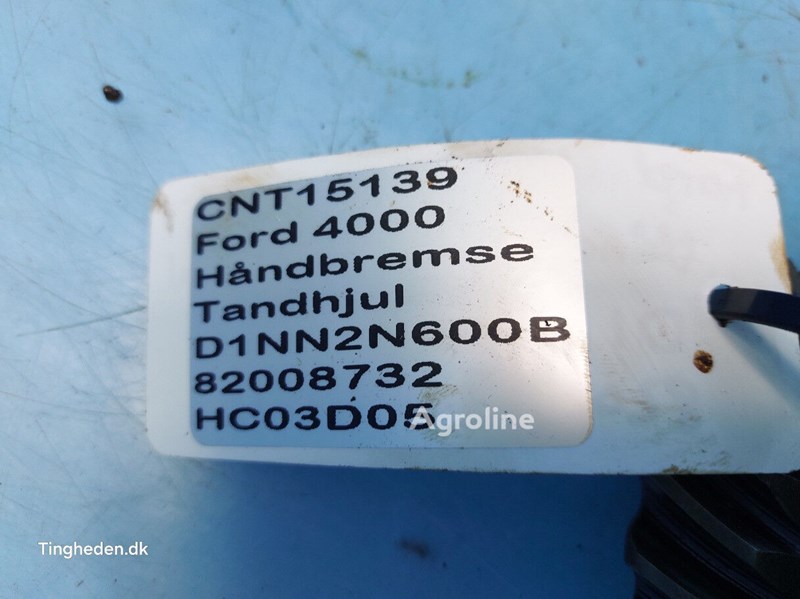 CNT15139
Ford 4000
Håndbremse
Tandhjul
D1NN2N600B
82008732
HC03D05
Agroline
Tingheden.dk